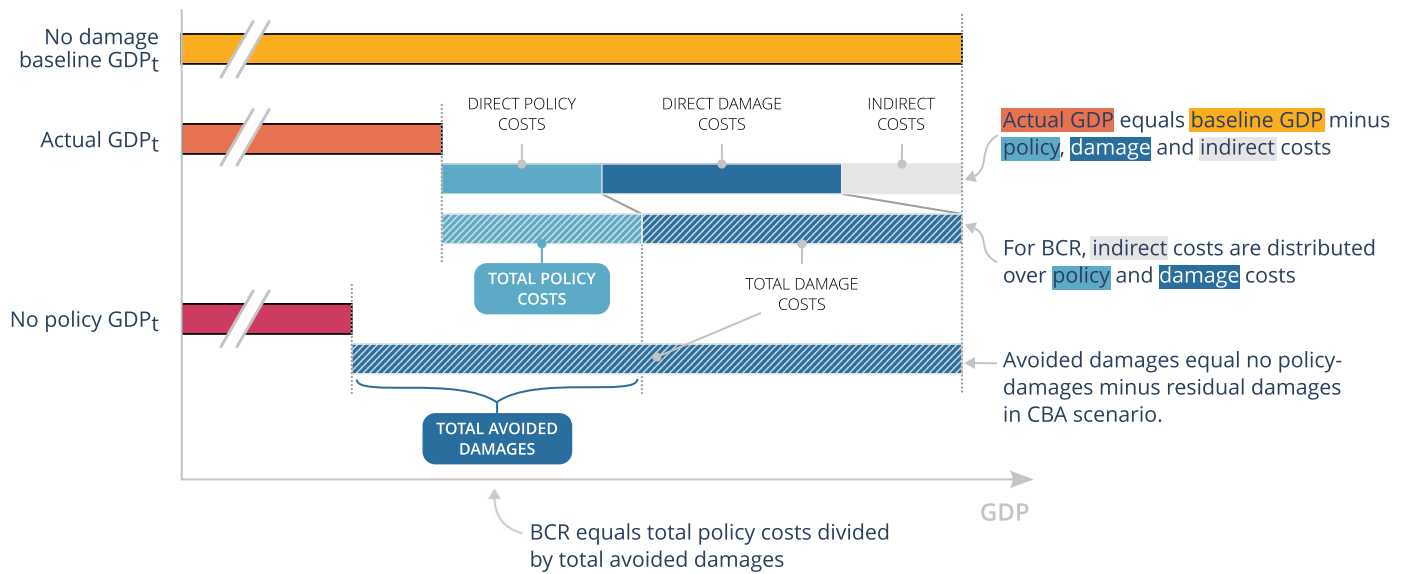 No damage
baseline GDPt
Actual GDPt
DIRECT POLICY
COSTS
DIRECT DAMAGE
COSTS
INDIRECT
COSTS
Actual GDP equals baseline GDP minus
policy, damage and indirect costs
TOTAL POLICY
COSTS
TOTAL DAMAGE
COSTS
For BCR, indirect costs are distributed
over policy and damage costs
No policy GDPt
Avoided damages equal no policy-
damages minus residual damages
in CBA scenario.
TOTAL AVOIDED
DAMAGES
GDP
BCR equals total policy costs divided
by total avoided damages